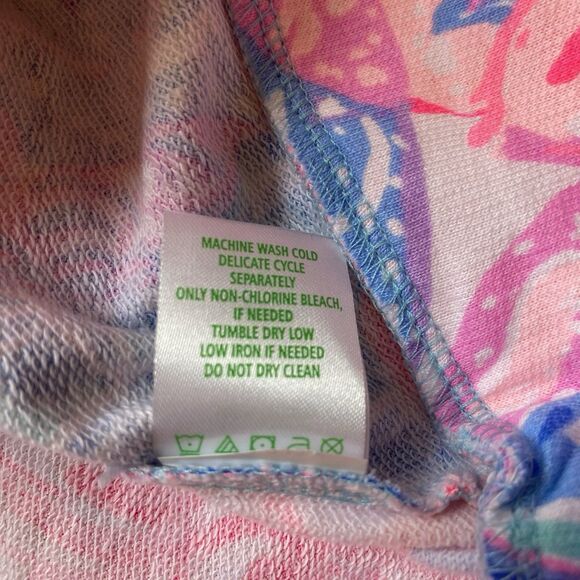 MACHINE WASH COLD
DELICATE CYCLE
SEPARATELY
ONLY NON-CHLORINE BLEACH,
IF NEEDED
TUMBLE DRY LOW
LOW IRON IF NEEDED
DO NOT DRY CLEAN